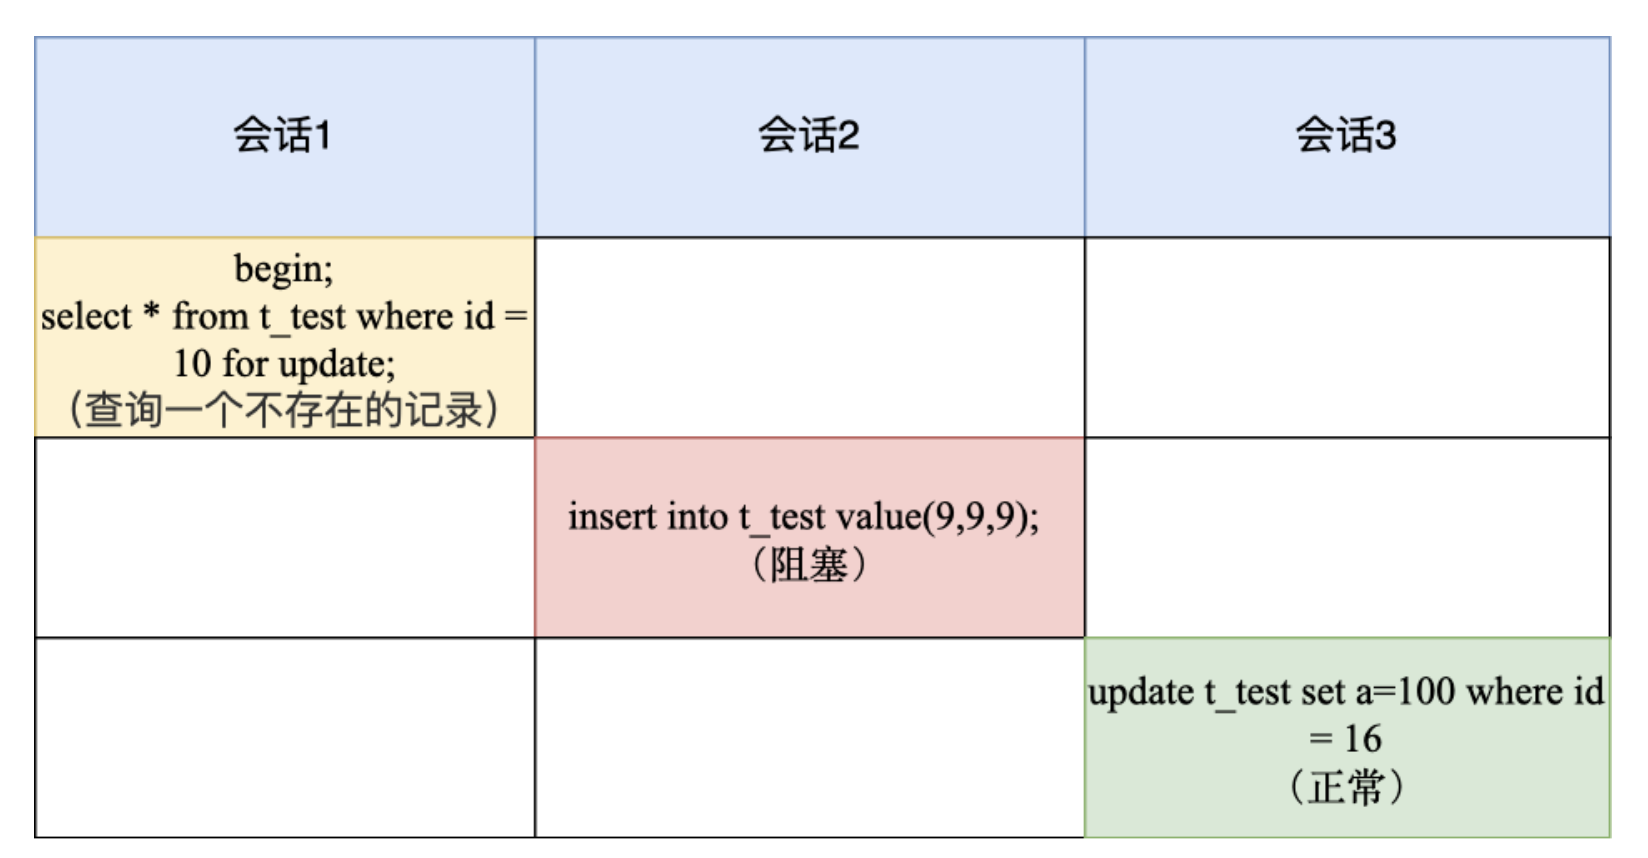 会话1
会话2
会话3
begin;
select * from t_test where id =
10 for update;
（查询一个不存在的记录）
insert into t_test value(9,9,9);
（阻塞）
update t_test set a=100 where id
= 16
（正常）